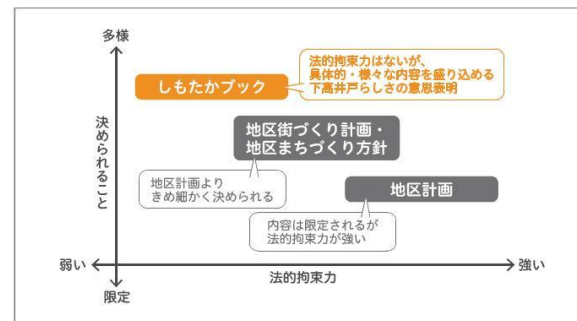 多様
しもたかブック
法的拘束力はないが、
具体的・様々な内容を盛り込める
下高井戸らしさの意思表明
決められること
地区街づくり計画・
地区まちづくり方針
地区計画より
きめ細かく決められる
地区計画
内容は限定されるが
法的拘束力が強い
弱い
法的拘束力
強い
限定